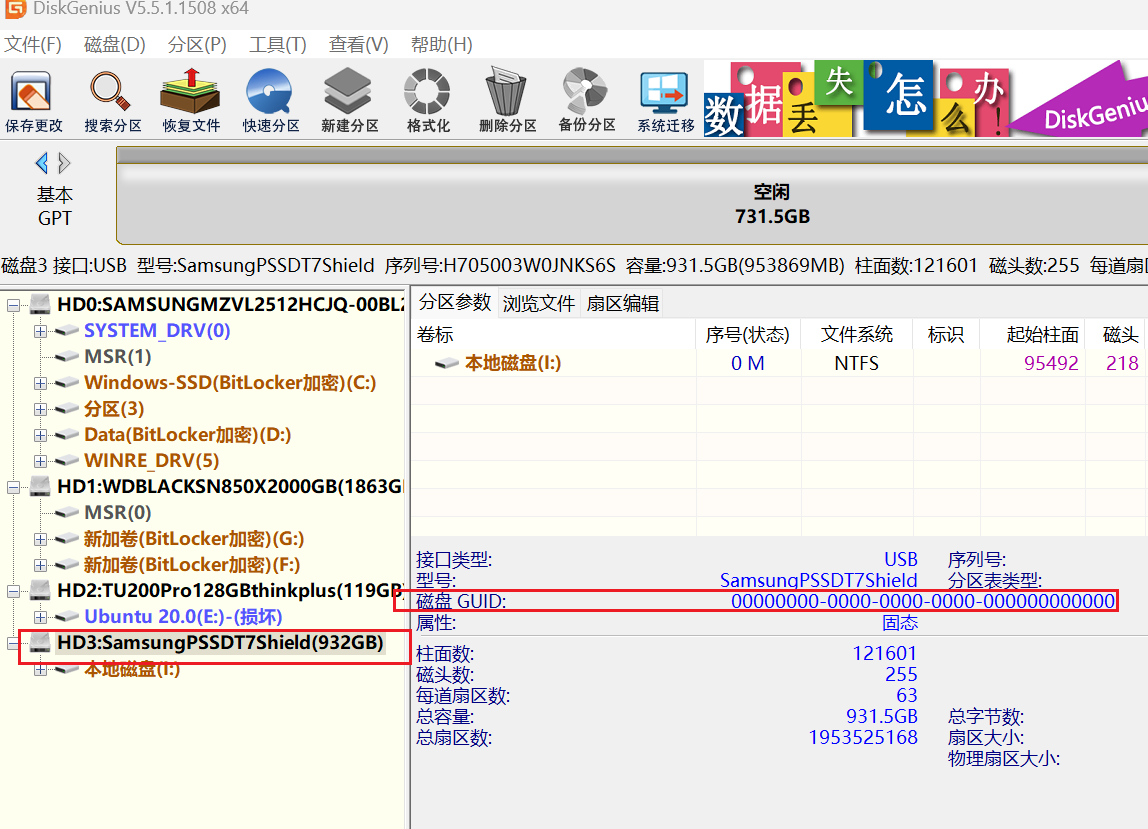 DiskGenius V5.5.1.1508 x64
文件(F) 磁盘(D) 分区(P) 工具(T) 查看(V) 帮助(H)
保存更改 搜索分区 恢复文件 快速分区 新建分区 格式化 删除分区 备份分区 系统迁移
数据丢失怎么办!
DiskGeniu
基本
GPT
空闲
731.5GB
磁盘3 接口:USB 型号:SamsungPSSDT7Shield 序列号:H705003W0JNKS6S 容量:931.5GB(953869MB) 柱面数:121601 磁头数:255 每道扇
HD0:SAMSUNGMZVL2512HCJQ-00BL2
SYSTEM_DRV(0)
MSR(1)
Windows-SSD(BitLocker加密)(C:)
分区(3)
Data(BitLocker加密)(D:)
WINRE_DRV(5)
HD1:WDBLACKSN850X2000GB(1863G
MSR(0)
新加卷(BitLocker加密)(G:)
新加卷(BitLocker加密)(F:)
HD2:TU200Pro128GBthinkplus(119GB)
Ubuntu 20.0(E:)-(损坏)
HD3:SamsungPSSDT7Shield(932GB)
本地磁盘(I:)
分区参数 浏览文件 扇区编辑
卷标 序号(状态) 文件系统 标识 起始柱面 磁头
本地磁盘(I:) 0 M NTFS 95492 218
接口类型: USB 序列号:
型号: SamsungPSSDT7Shield 分区表类型:
磁盘 GUID: 00000000-0000-0000-0000-000000000000
属性: 固态
柱面数: 121601
磁头数: 255
每道扇区数: 63
总容量: 931.5GB 总字节数:
总扇区数: 1953525168 扇区大小:
物理扇区大小: